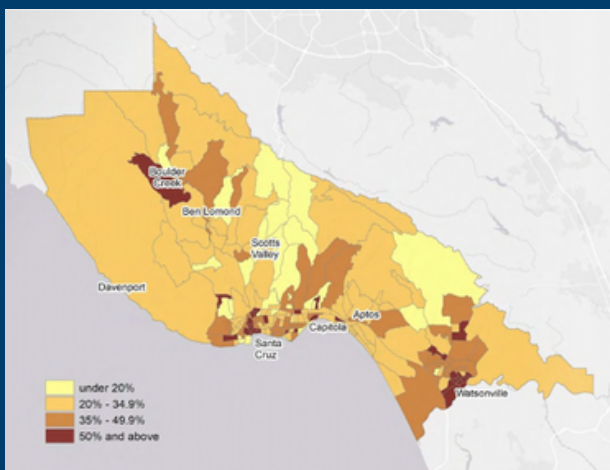 Boulder
Creek
Ben Lomond
Scotts
Valley
Davenport
Aptos
Capitola
Santa
Cruz
Watsonville
under 20%
20% - 34.9%
35% - 49.9%
50% and above